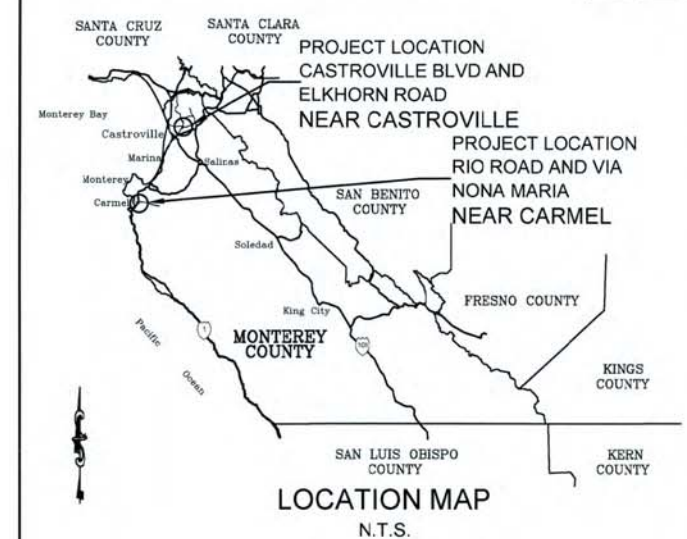 SANTA CRUZ
COUNTY
SANTA CLARA
COUNTY
PROJECT LOCATION
CASTROVILLE BLVD AND
ELKHORN ROAD
NEAR CASTROVILLE
PROJECT LOCATION
RIO ROAD AND VIA
NONA MARIA
NEAR CARMEL
Monterey Bay
Castroville
Marina
Salinas
Monterey
Carmel
SAN BENITO
COUNTY
Soledad
FRESNO COUNTY
King City
Pacific
Ocean
1
MONTEREY
COUNTY
101
KINGS
COUNTY
SAN LUIS OBISPO
COUNTY
KERN
COUNTY
LOCATION MAP
N.T.S.